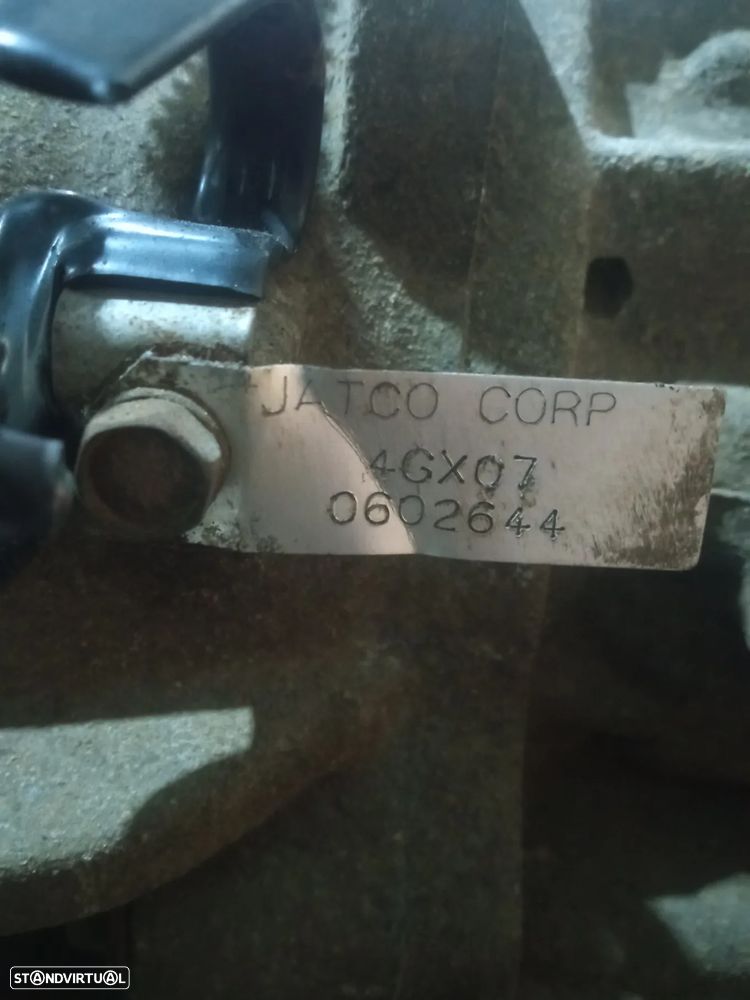 JATCO CORP
4GX07
0602644
STANDVIRTUAL